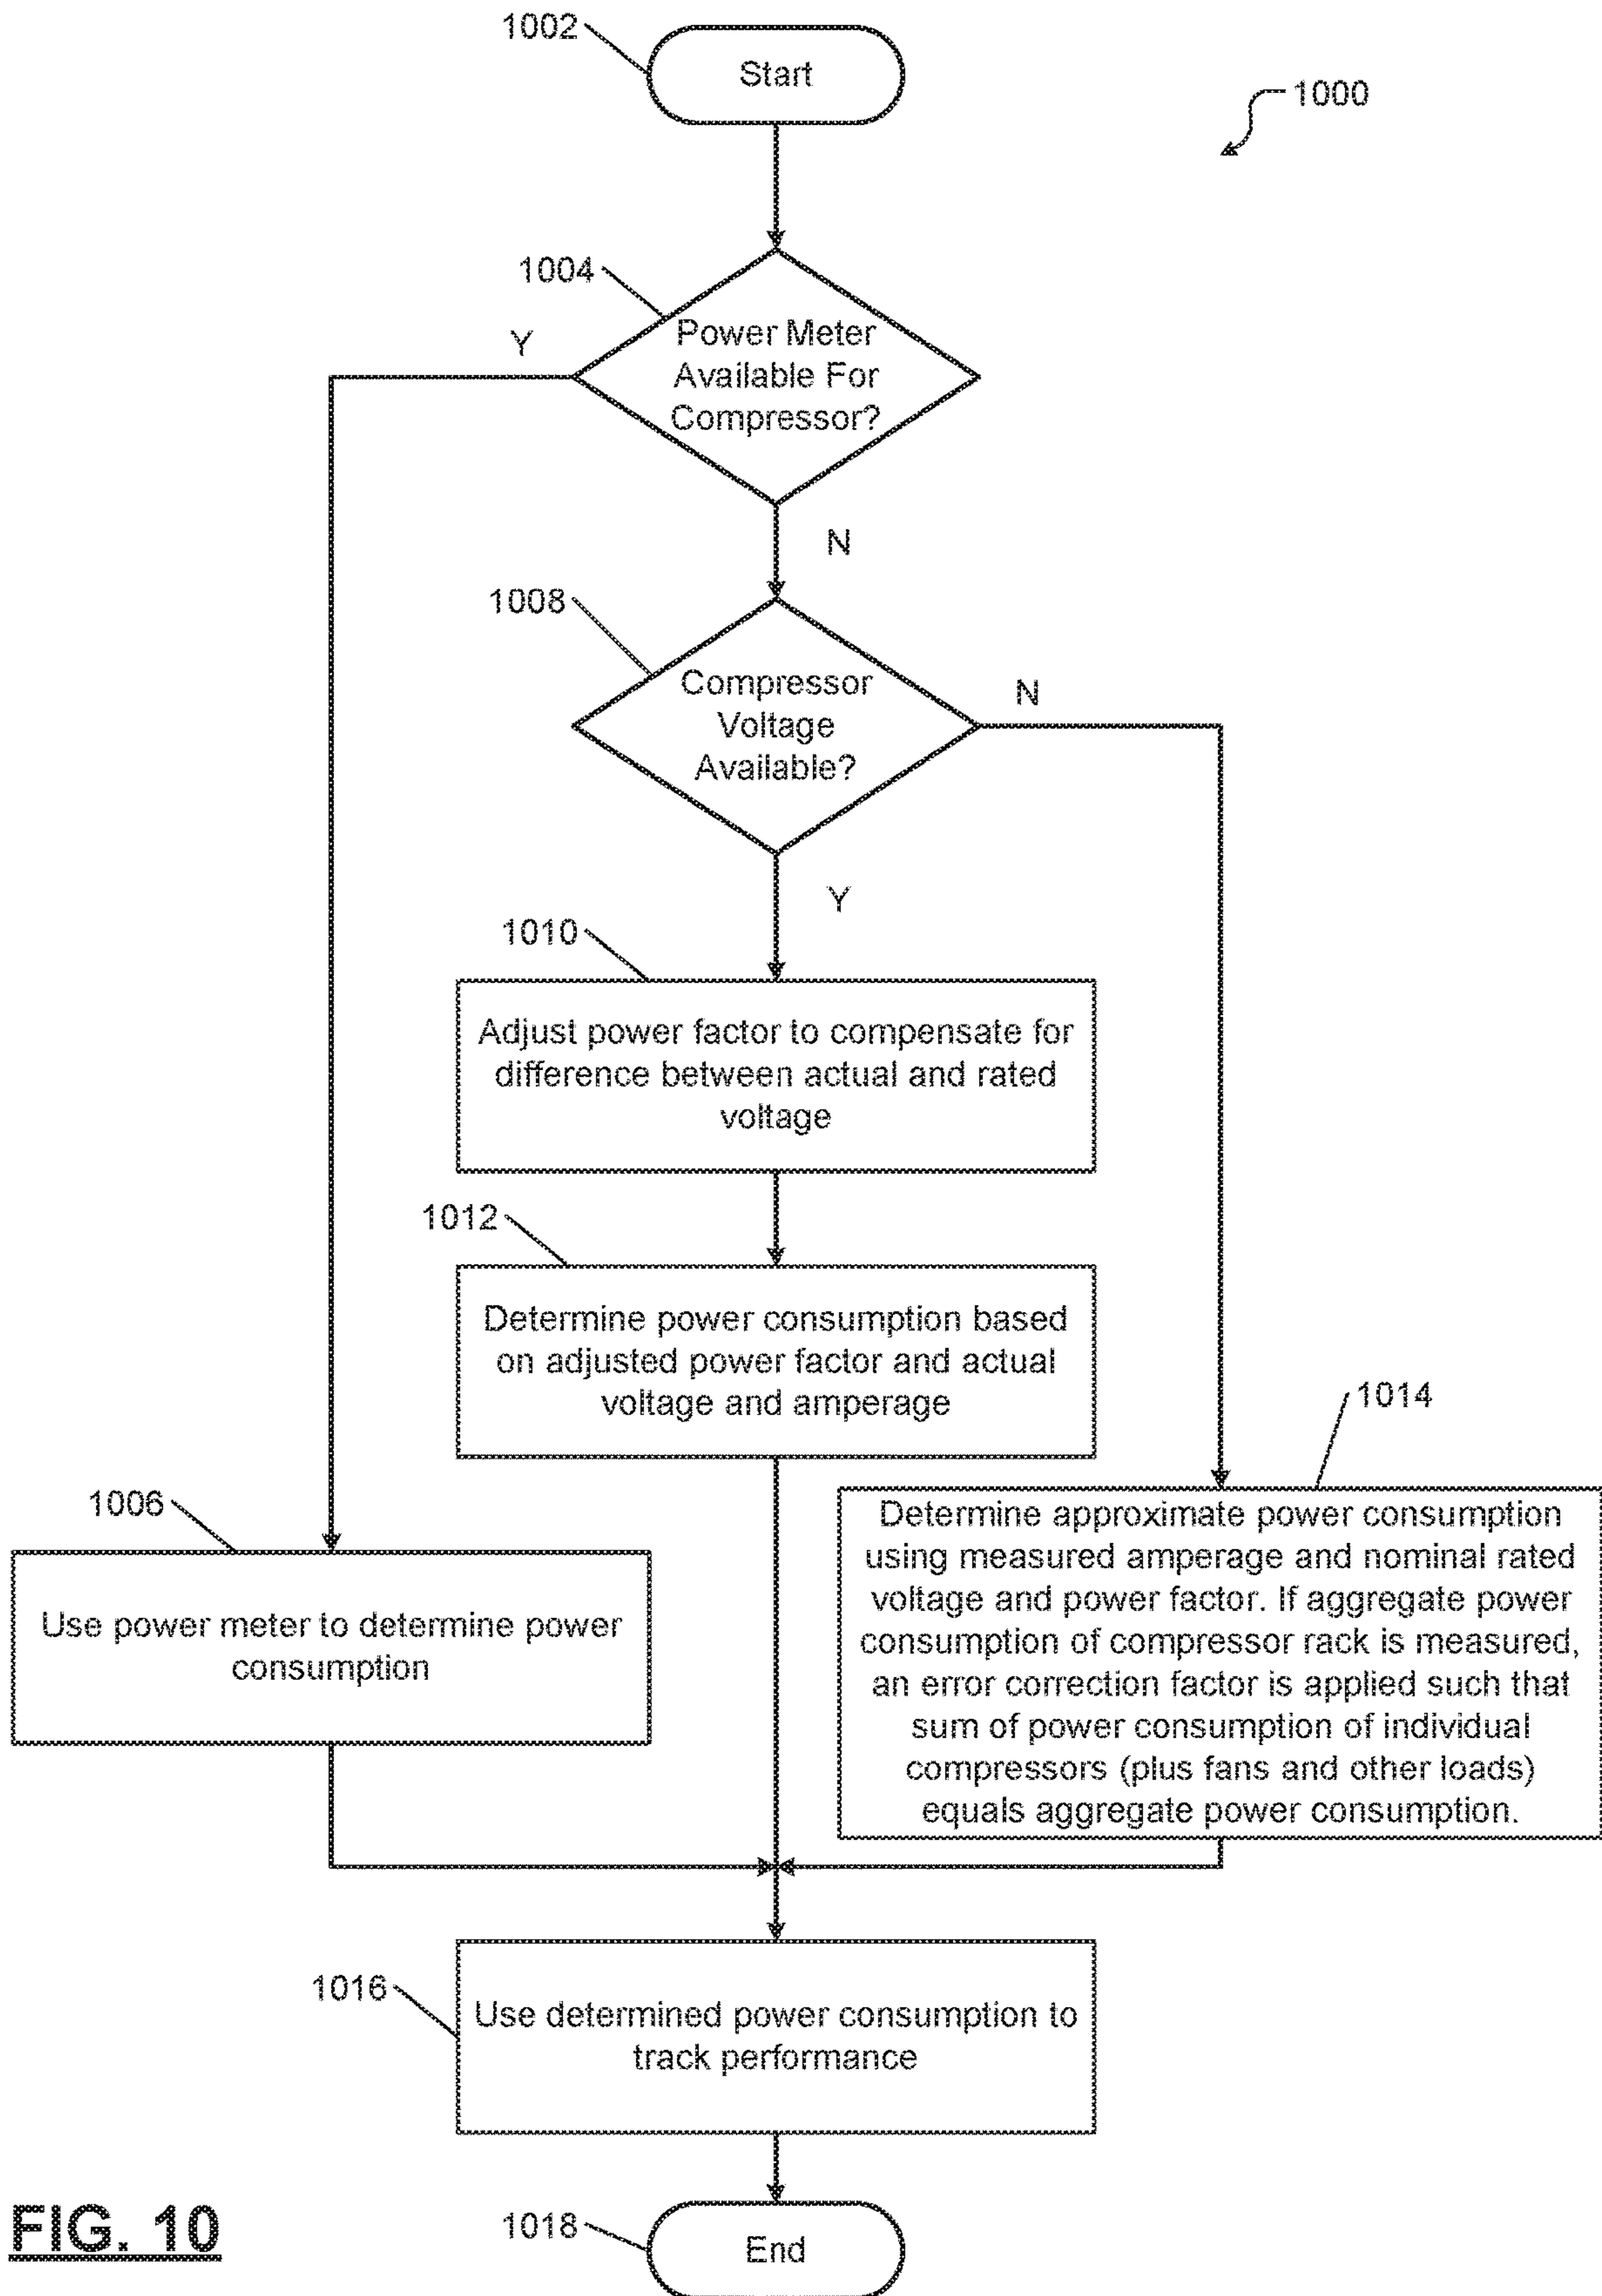 1002
Start
1000
1004
Power Meter
Available For
Compressor?
Y
N
1008
Compressor
Voltage
Available?
N
Y
1010
Adjust power factor to compensate for
difference between actual and rated
voltage
1012
Determine power consumption based
on adjusted power factor and actual
voltage and amperage
1014
Determine approximate power consumption
using measured amperage and nominal rated
voltage and power factor. If aggregate power
consumption of compressor rack is measured,
an error correction factor is applied such that
sum of power consumption of individual
compressors (plus fans and other loads)
equals aggregate power consumption.
1006
Use power meter to determine power
consumption
1016
Use determined power consumption to
track performance
1018
End
FIG. 10